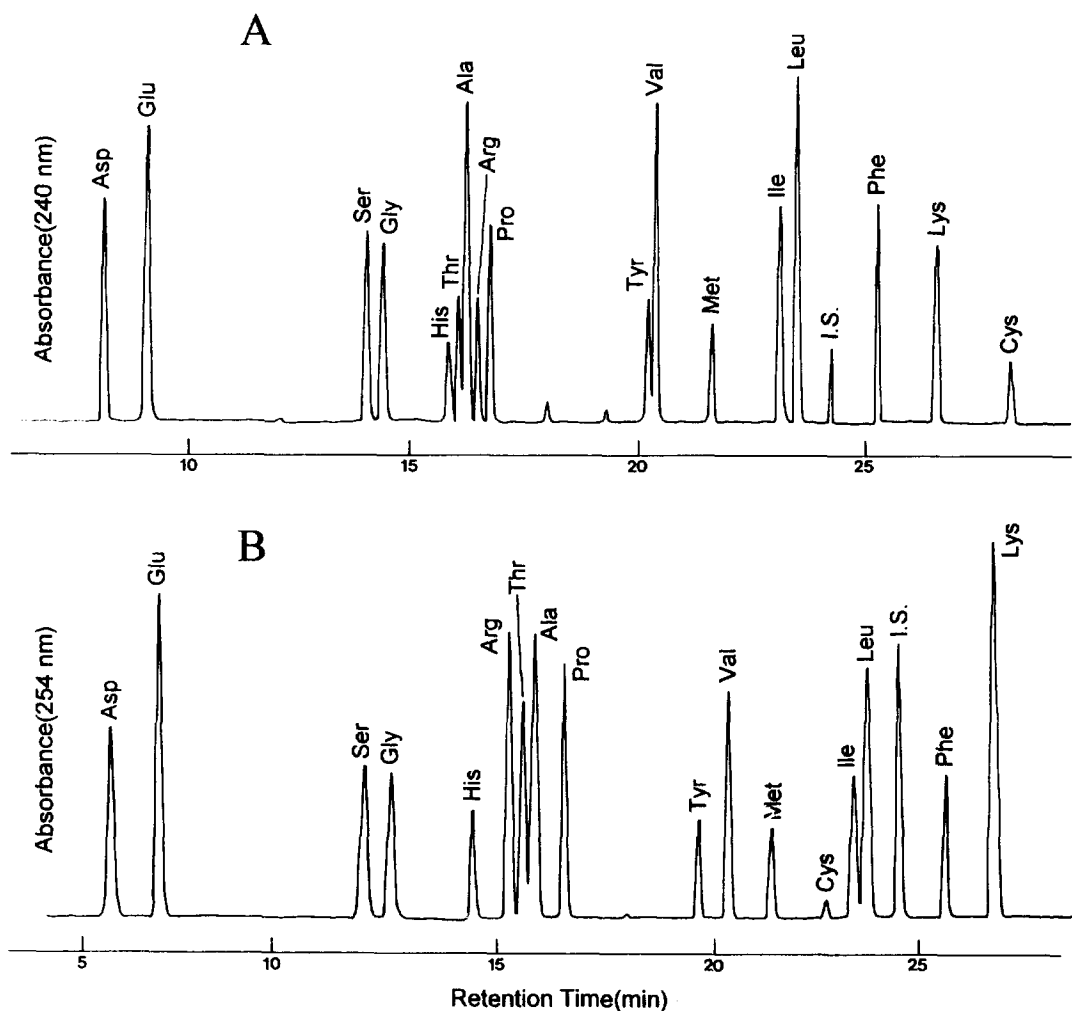 A
Absorbance(240 nm)
Asp
Glu
Ser
Gly
His
Thr
Ala
Arg
Pro
Tyr
Val
Met
Ile
Leu
I.S.
Phe
Lys
Cys
10
15
20
25
B
Absorbance(254 nm)
Asp
Glu
Ser
Gly
His
Arg
Thr
Ala
Pro
Tyr
Val
Met
Cys
Ile
Leu
I.S.
Phe
Lys
5
10
15
20
25
Retention Time(min)